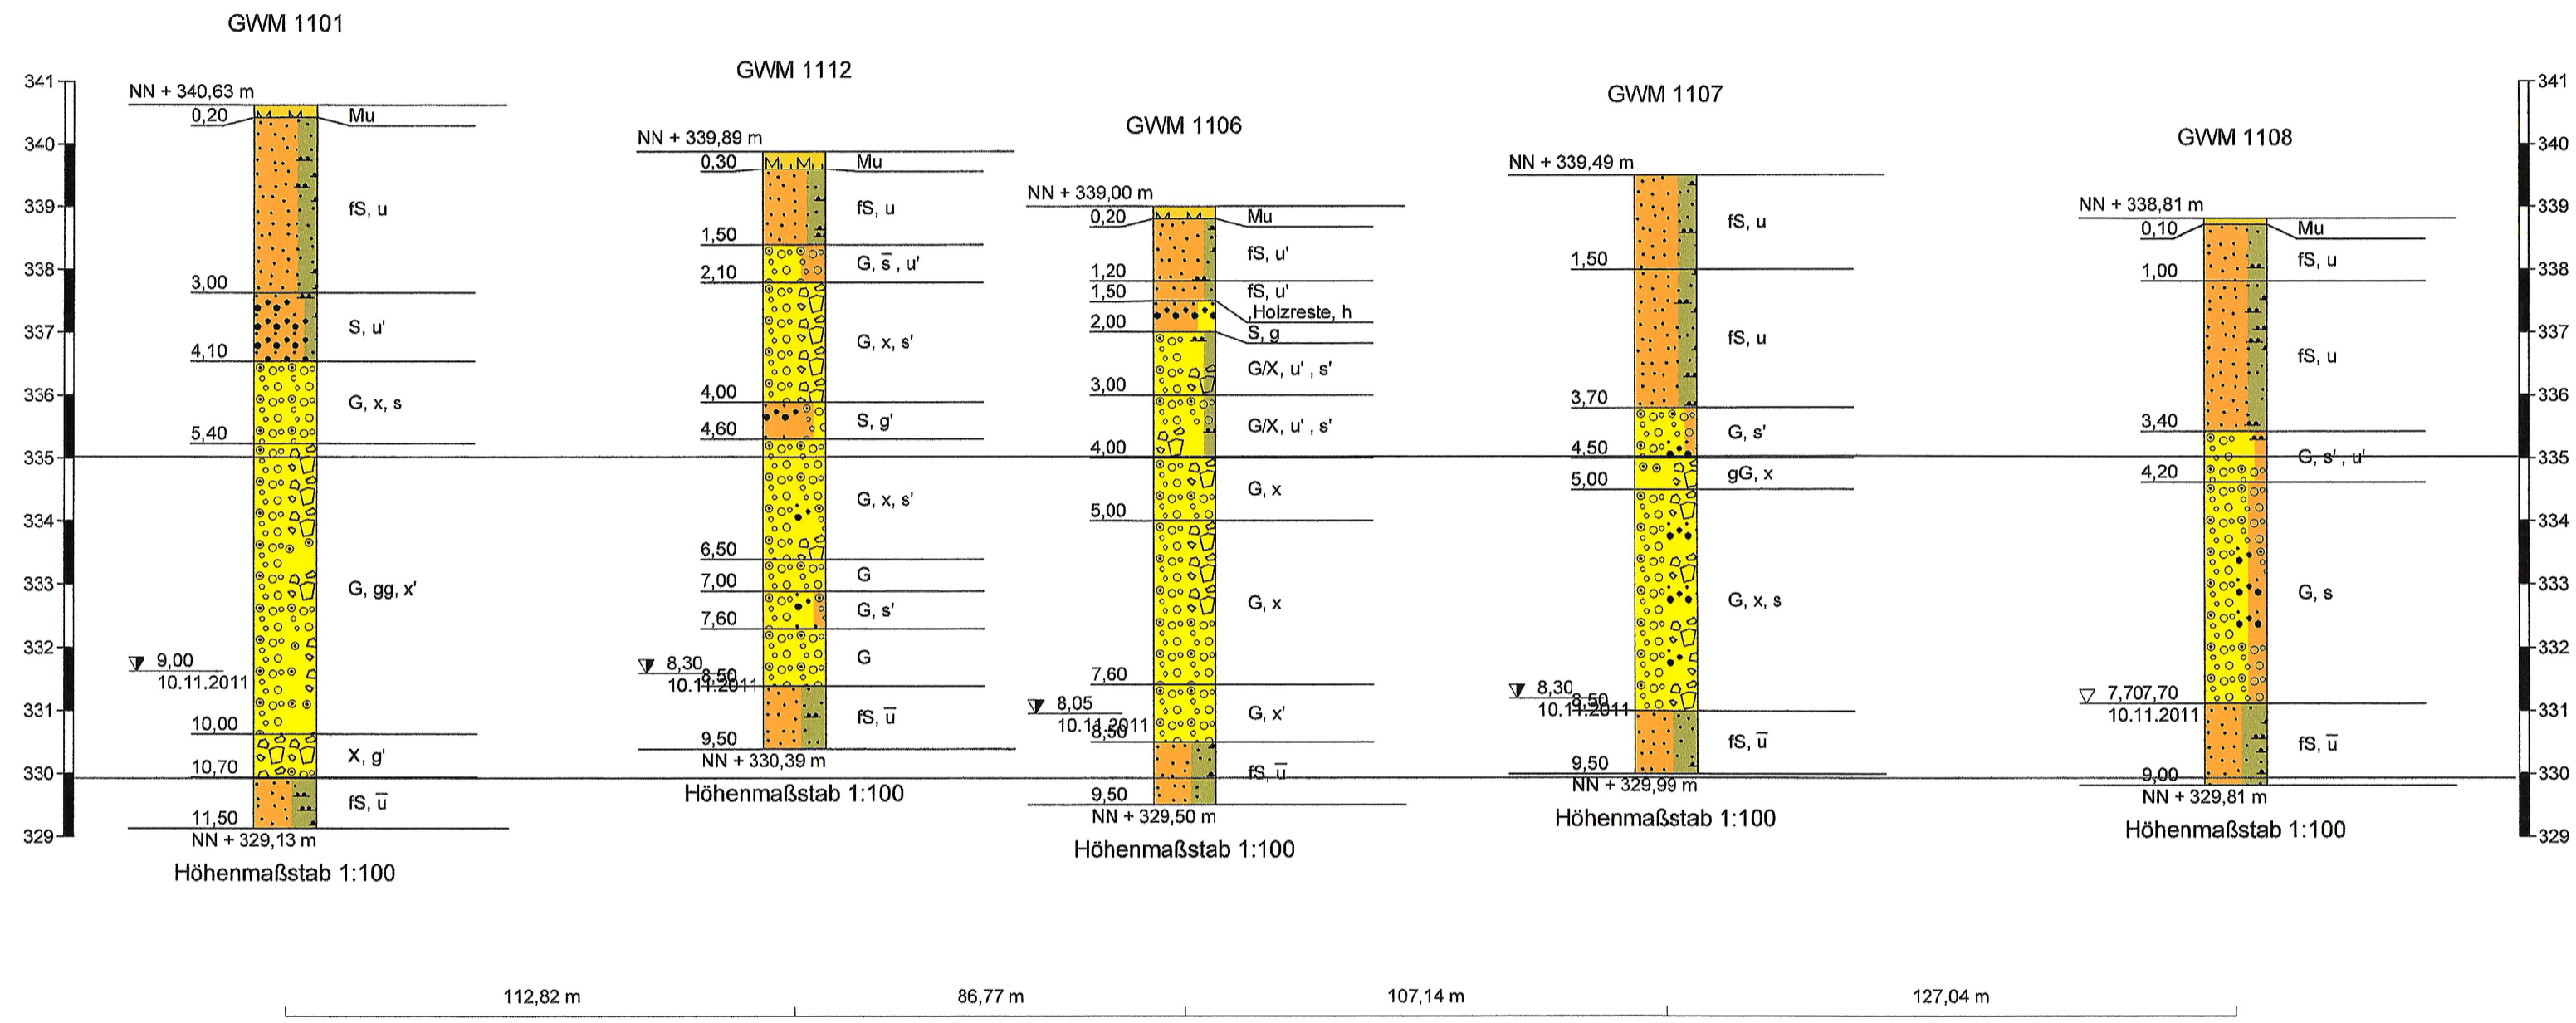 GWM 1101
NN + 340,63 m
0,20
Mu
fS, u
3,00
S, u'
4,10
G, x, s
5,40
G, gg, x'
9,00
10.11.2011
10,00
X, g'
10,70
fS, u̅
11,50
NN + 329,13 m
Höhenmaßstab 1:100
GWM 1112
NN + 339,89 m
0,30
Mu
fS, u
1,50
G, s̅ , u'
2,10
G, x, s'
4,00
S, g'
4,60
G, x, s'
6,50
G
7,00
G, s'
7,60
G
8,30
8,50
10.11.2011
fS, u̅
9,50
NN + 330,39 m
Höhenmaßstab 1:100
GWM 1106
NN + 339,00 m
0,20
Mu
fS, u'
1,20
fS, u'
1,50
,Holzreste, h
2,00
S, g
G/X, u' , s'
3,00
G/X, u' , s'
4,00
G, x
5,00
G, x
7,60
8,05
G, x'
10.11.2011
8,50
fS, u̅
9,50
NN + 329,50 m
Höhenmaßstab 1:100
GWM 1107
NN + 339,49 m
fS, u
1,50
fS, u
3,70
G, s'
4,50
gG, x
5,00
G, x, s
8,30
8,50
10.11.2011
fS, u̅
9,50
NN + 329,99 m
Höhenmaßstab 1:100
GWM 1108
NN + 338,81 m
0,10
Mu
fS, u
1,00
fS, u
3,40
G, s' , u'
4,20
G, s
7,707,70
10.11.2011
fS, u̅
9,00
NN + 329,81 m
Höhenmaßstab 1:100
341
340
339
338
337
336
335
334
333
332
331
330
329
341
340
339
338
337
336
335
334
333
332
331
330
329
112,82 m
86,77 m
107,14 m
127,04 m